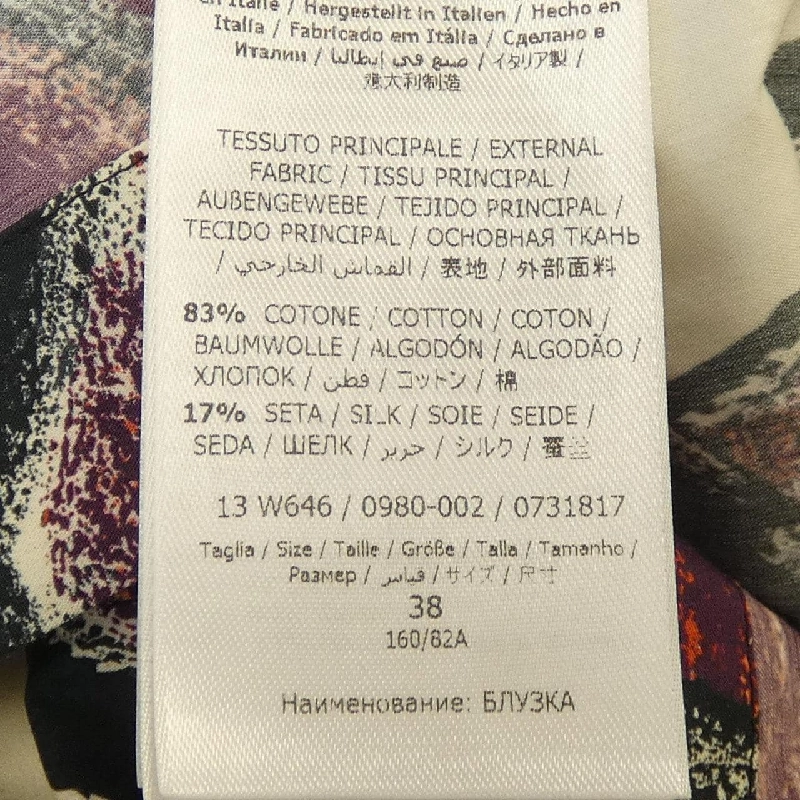 en Italie / Hergestellt in Italien / Hecho en
Italia / Fabricado em Itália / Сделано в
Италии / صنع في إيطاليا / イタリア製 /
意大利制造
TESSUTO PRINCIPALE / EXTERNAL
FABRIC / TISSU PRINCIPAL /
AUßENGEWEBE / TEJIDO PRINCIPAL /
TECIDO PRINCIPAL / ОСНОВНАЯ ТКАНЬ
/ القماش الخارجي / 表地 / 外部面料
83% COTONE / COTTON / COTON /
BAUMWOLLE / ALGODÓN / ALGODÃO /
ХЛОПОК / قطن / コットン / 棉
17% SETA / SILK / SOIE / SEIDE /
SEDA / ШЕЛК / حرير / シルク /
13 W646 / 0980-002 / 0731817
Taglia / Size / Taille / Größe / Talla / Tamanho /
Размер / قياس / サイズ / 尺寸
38
160/82A
Наименование: БЛУЗКА